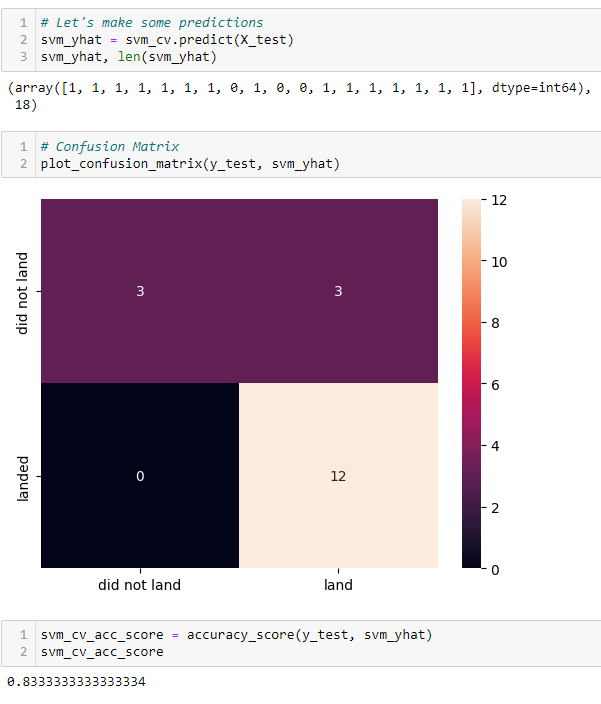 1 # Let's make some predictions
2 svm_yhat = svm_cv.predict(X_test)
3 svm_yhat, len(svm_yhat)
(array([1, 1, 1, 1, 1, 1, 1, 0, 1, 0, 0, 1, 1, 1, 1, 1, 1, 1], dtype=int64),
18)
1 # Confusion Matrix
2 plot_confusion_matrix(y_test, svm_yhat)
12
10
8
6
4
2
0
did not land
3
3
landed
0
12
did not land
land
1 svm_cv_acc_score = accuracy_score(y_test, svm_yhat)
2 svm_cv_acc_score
0.8333333333333334